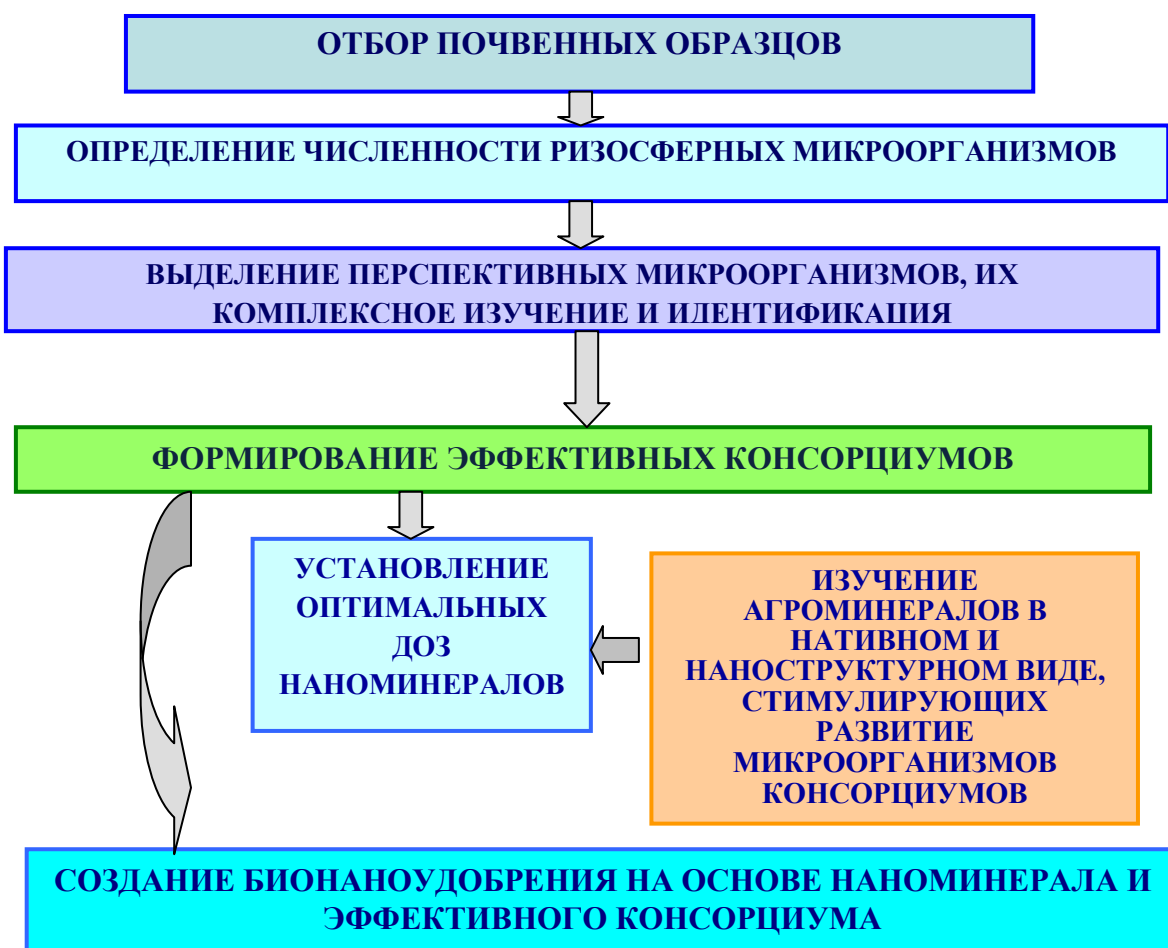 ОТБОР ПОЧВЕННЫХ ОБРАЗЦОВ
ОПРЕДЕЛЕНИЕ ЧИСЛЕННОСТИ РИЗОСФЕРНЫХ МИКРООРГАНИЗМОВ
ВЫДЕЛЕНИЕ ПЕРСПЕКТИВНЫХ МИКРООРГАНИЗМОВ, ИХ
КОМПЛЕКСНОЕ ИЗУЧЕНИЕ И ИДЕНТИФИКАЦИЯ
ФОРМИРОВАНИЕ ЭФФЕКТИВНЫХ КОНСОРЦИУМОВ
УСТАНОВЛЕНИЕ
ОПТИМАЛЬНЫХ
ДОЗ
НАНОМИНЕРАЛОВ
ИЗУЧЕНИЕ
АГРОМИНЕРАЛОВ В
НАТИВНОМ И
НАНОСТРУКТУРНОМ ВИДЕ,
СТИМУЛИРУЮЩИХ
РАЗВИТИЕ
МИКРООРГАНИЗМОВ
КОНСОРЦИУМОВ
СОЗДАНИЕ БИОНАНОУДОБРЕНИЯ НА ОСНОВЕ НАНОМИНЕРАЛА И
ЭФФЕКТИВНОГО КОНСОРЦИУМА